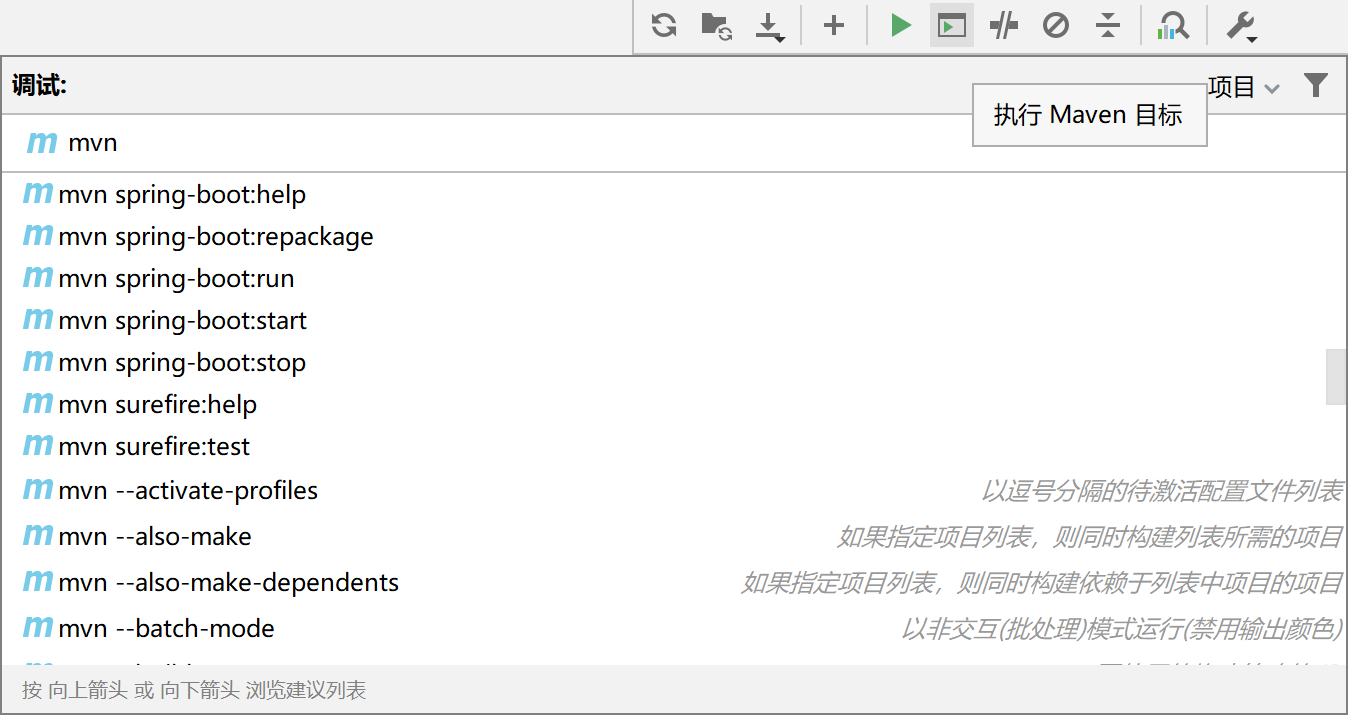 调试:
项目
执行 Maven 目标
m mvn
m mvn spring-boot:help
m mvn spring-boot:repackage
m mvn spring-boot:run
m mvn spring-boot:start
m mvn spring-boot:stop
m mvn surefire:help
m mvn surefire:test
m mvn --activate-profiles 以逗号分隔的待激活配置文件列表
m mvn --also-make 如果指定项目列表，则同时构建列表所需的项目
m mvn --also-make-dependents 如果指定项目列表，则同时构建依赖于列表中项目的项目
m mvn --batch-mode 以非交互(批处理)模式运行(禁用输出颜色)
按 向上箭头 或 向下箭头 浏览建议列表